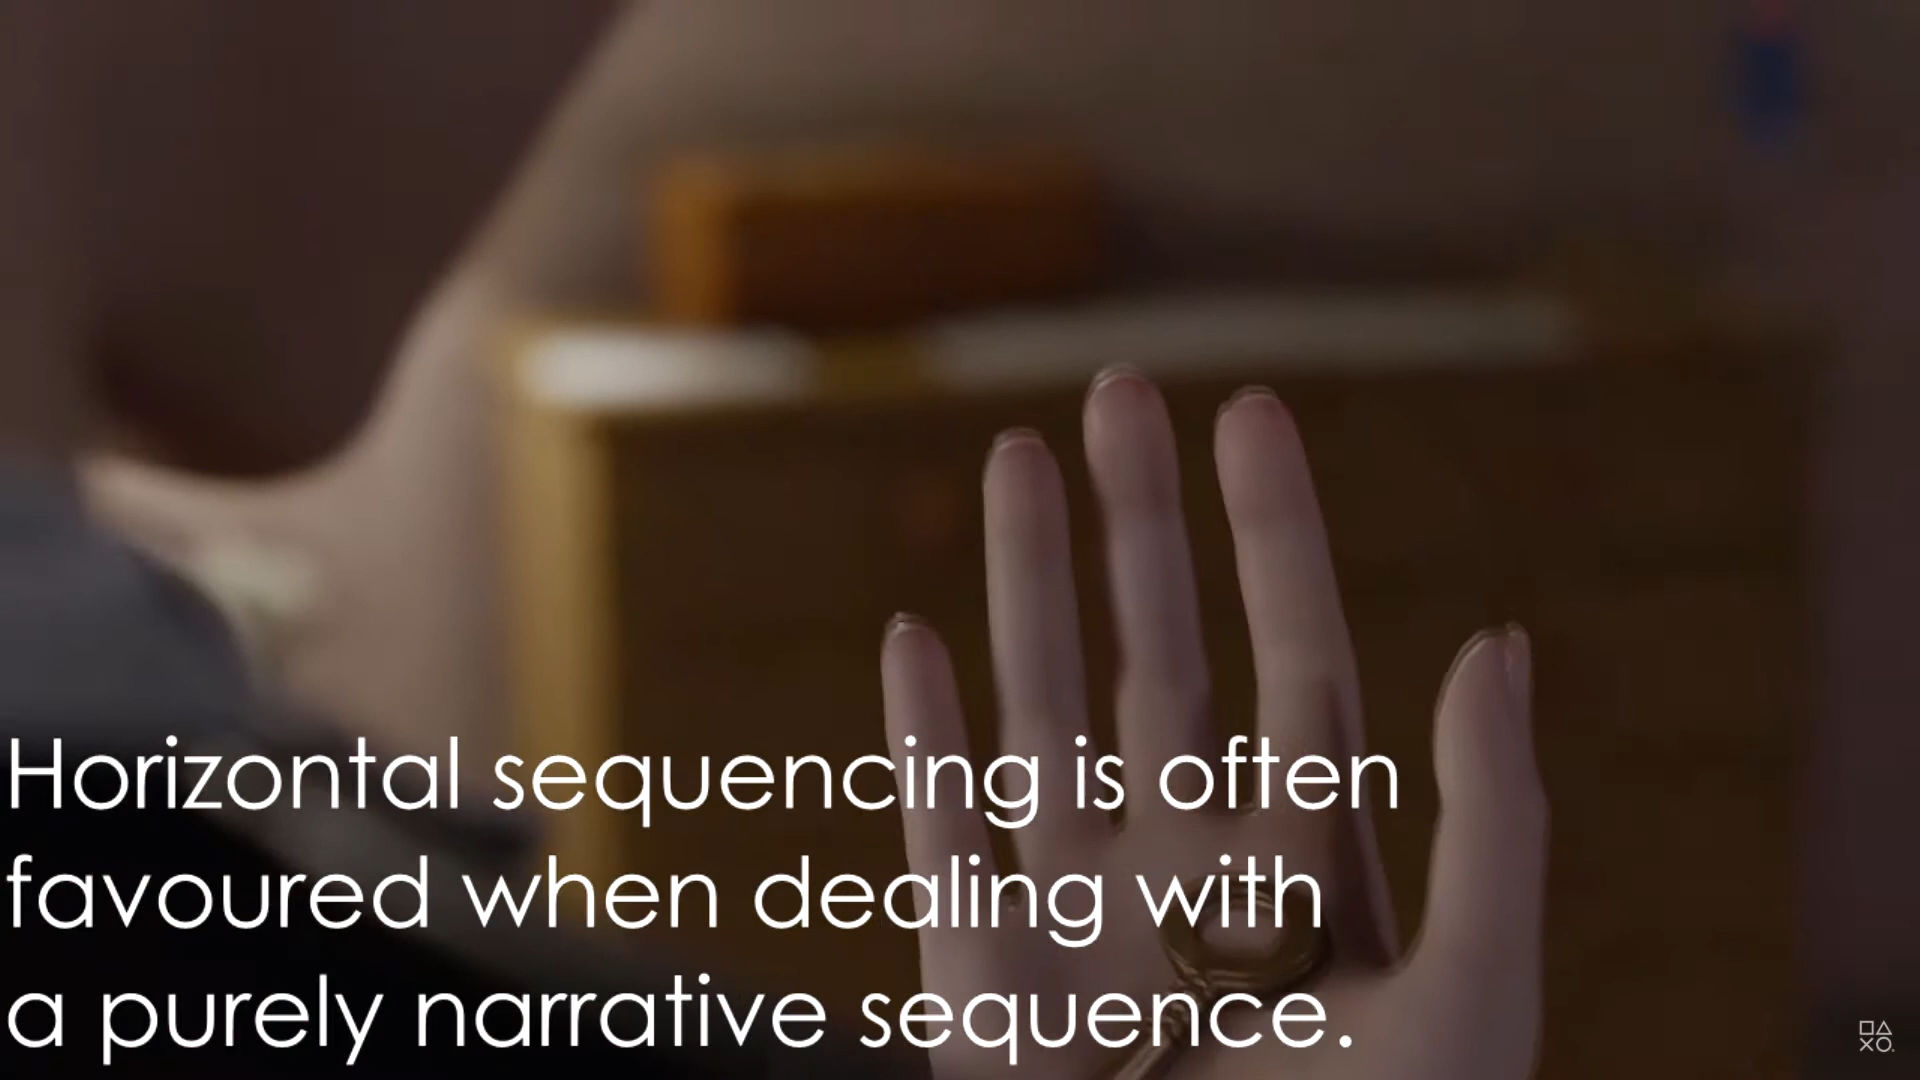 Horizontal sequencing is often
favoured when dealing with
a purely narrative sequence.